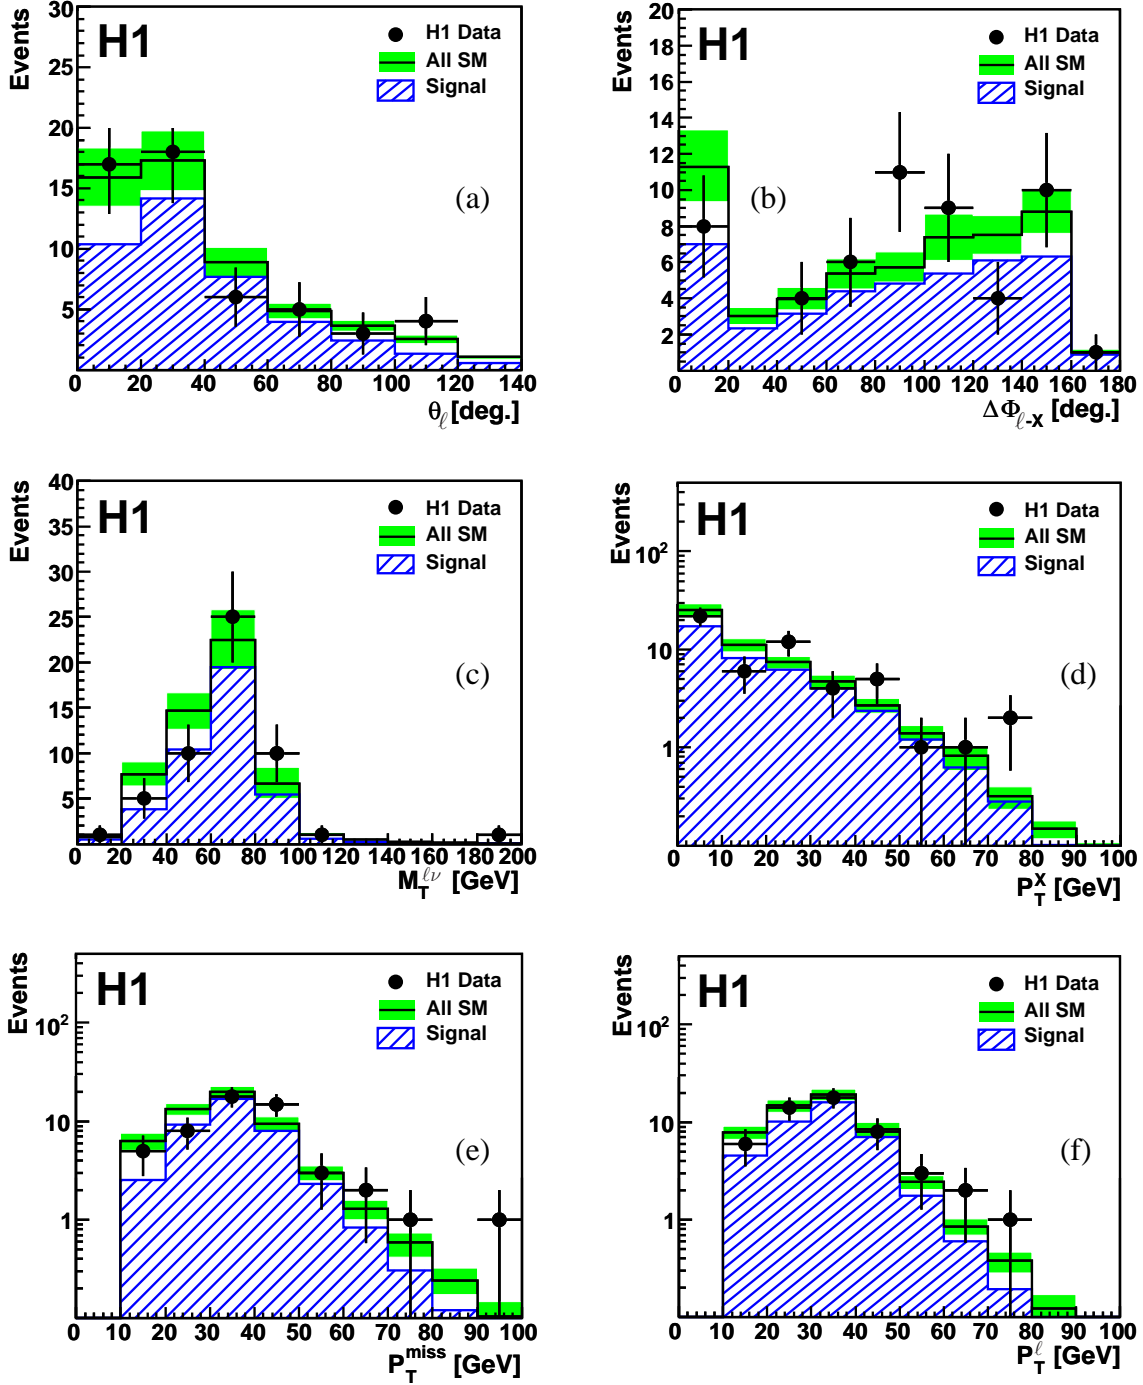 H1
Events
H1 Data
All SM
Signal
(a)
30
25
20
15
10
5
0 20 40 60 80 100 120 140
θℓ [deg.]
H1
Events
H1 Data
All SM
Signal
(b)
20
18
16
14
12
10
8
6
4
2
0 20 40 60 80 100 120 140 160 180
ΔΦℓ-X [deg.]
H1
Events
H1 Data
All SM
Signal
(c)
40
35
30
25
20
15
10
5
0 20 40 60 80 100 120 140 160 180 200
M_T^ℓν [GeV]
H1
Events
H1 Data
All SM
Signal
(d)
10²
10
1
0 10 20 30 40 50 60 70 80 90 100
P_T^X [GeV]
H1
Events
H1 Data
All SM
Signal
(e)
10²
10
1
0 10 20 30 40 50 60 70 80 90 100
P_T^miss [GeV]
H1
Events
H1 Data
All SM
Signal
(f)
10²
10
1
0 10 20 30 40 50 60 70 80 90 100
P_T^ℓ [GeV]